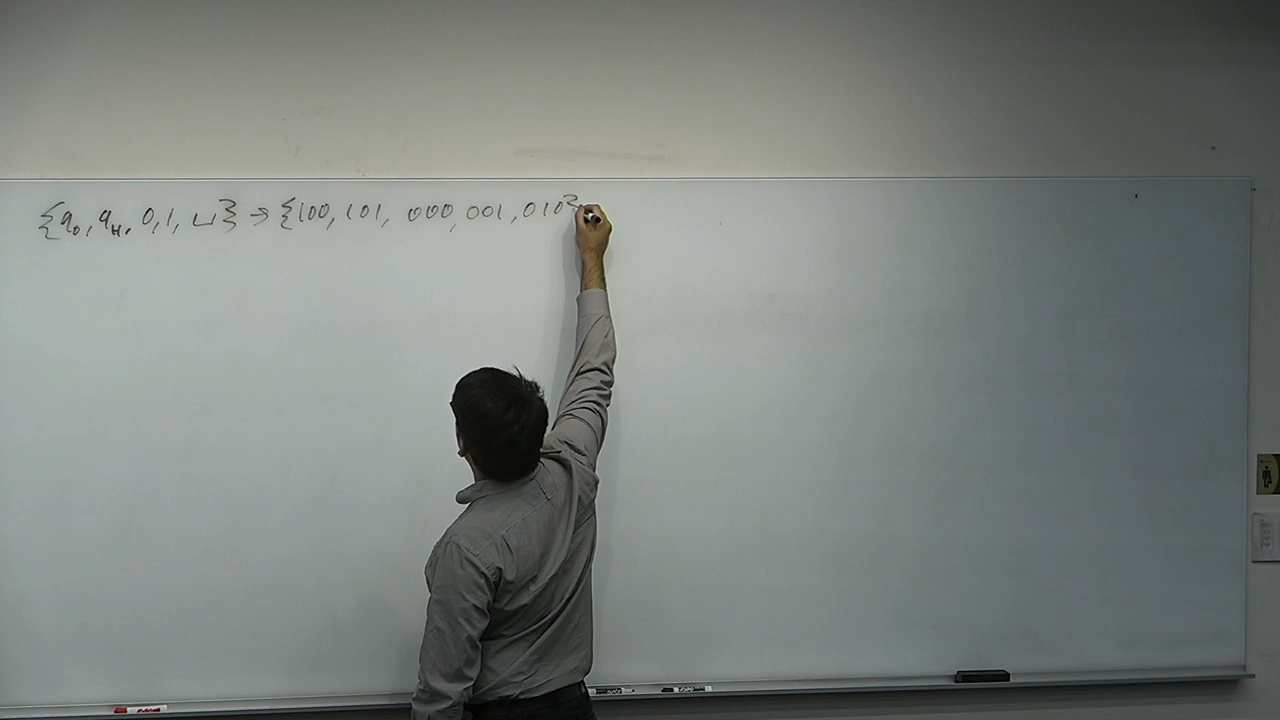 {q₀, q_H, 0, 1, ⊔} → {100, 101, 000, 001, 010}